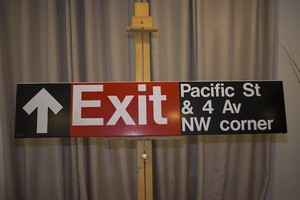 Exit
Pacific St
& 4 Av
NW corner